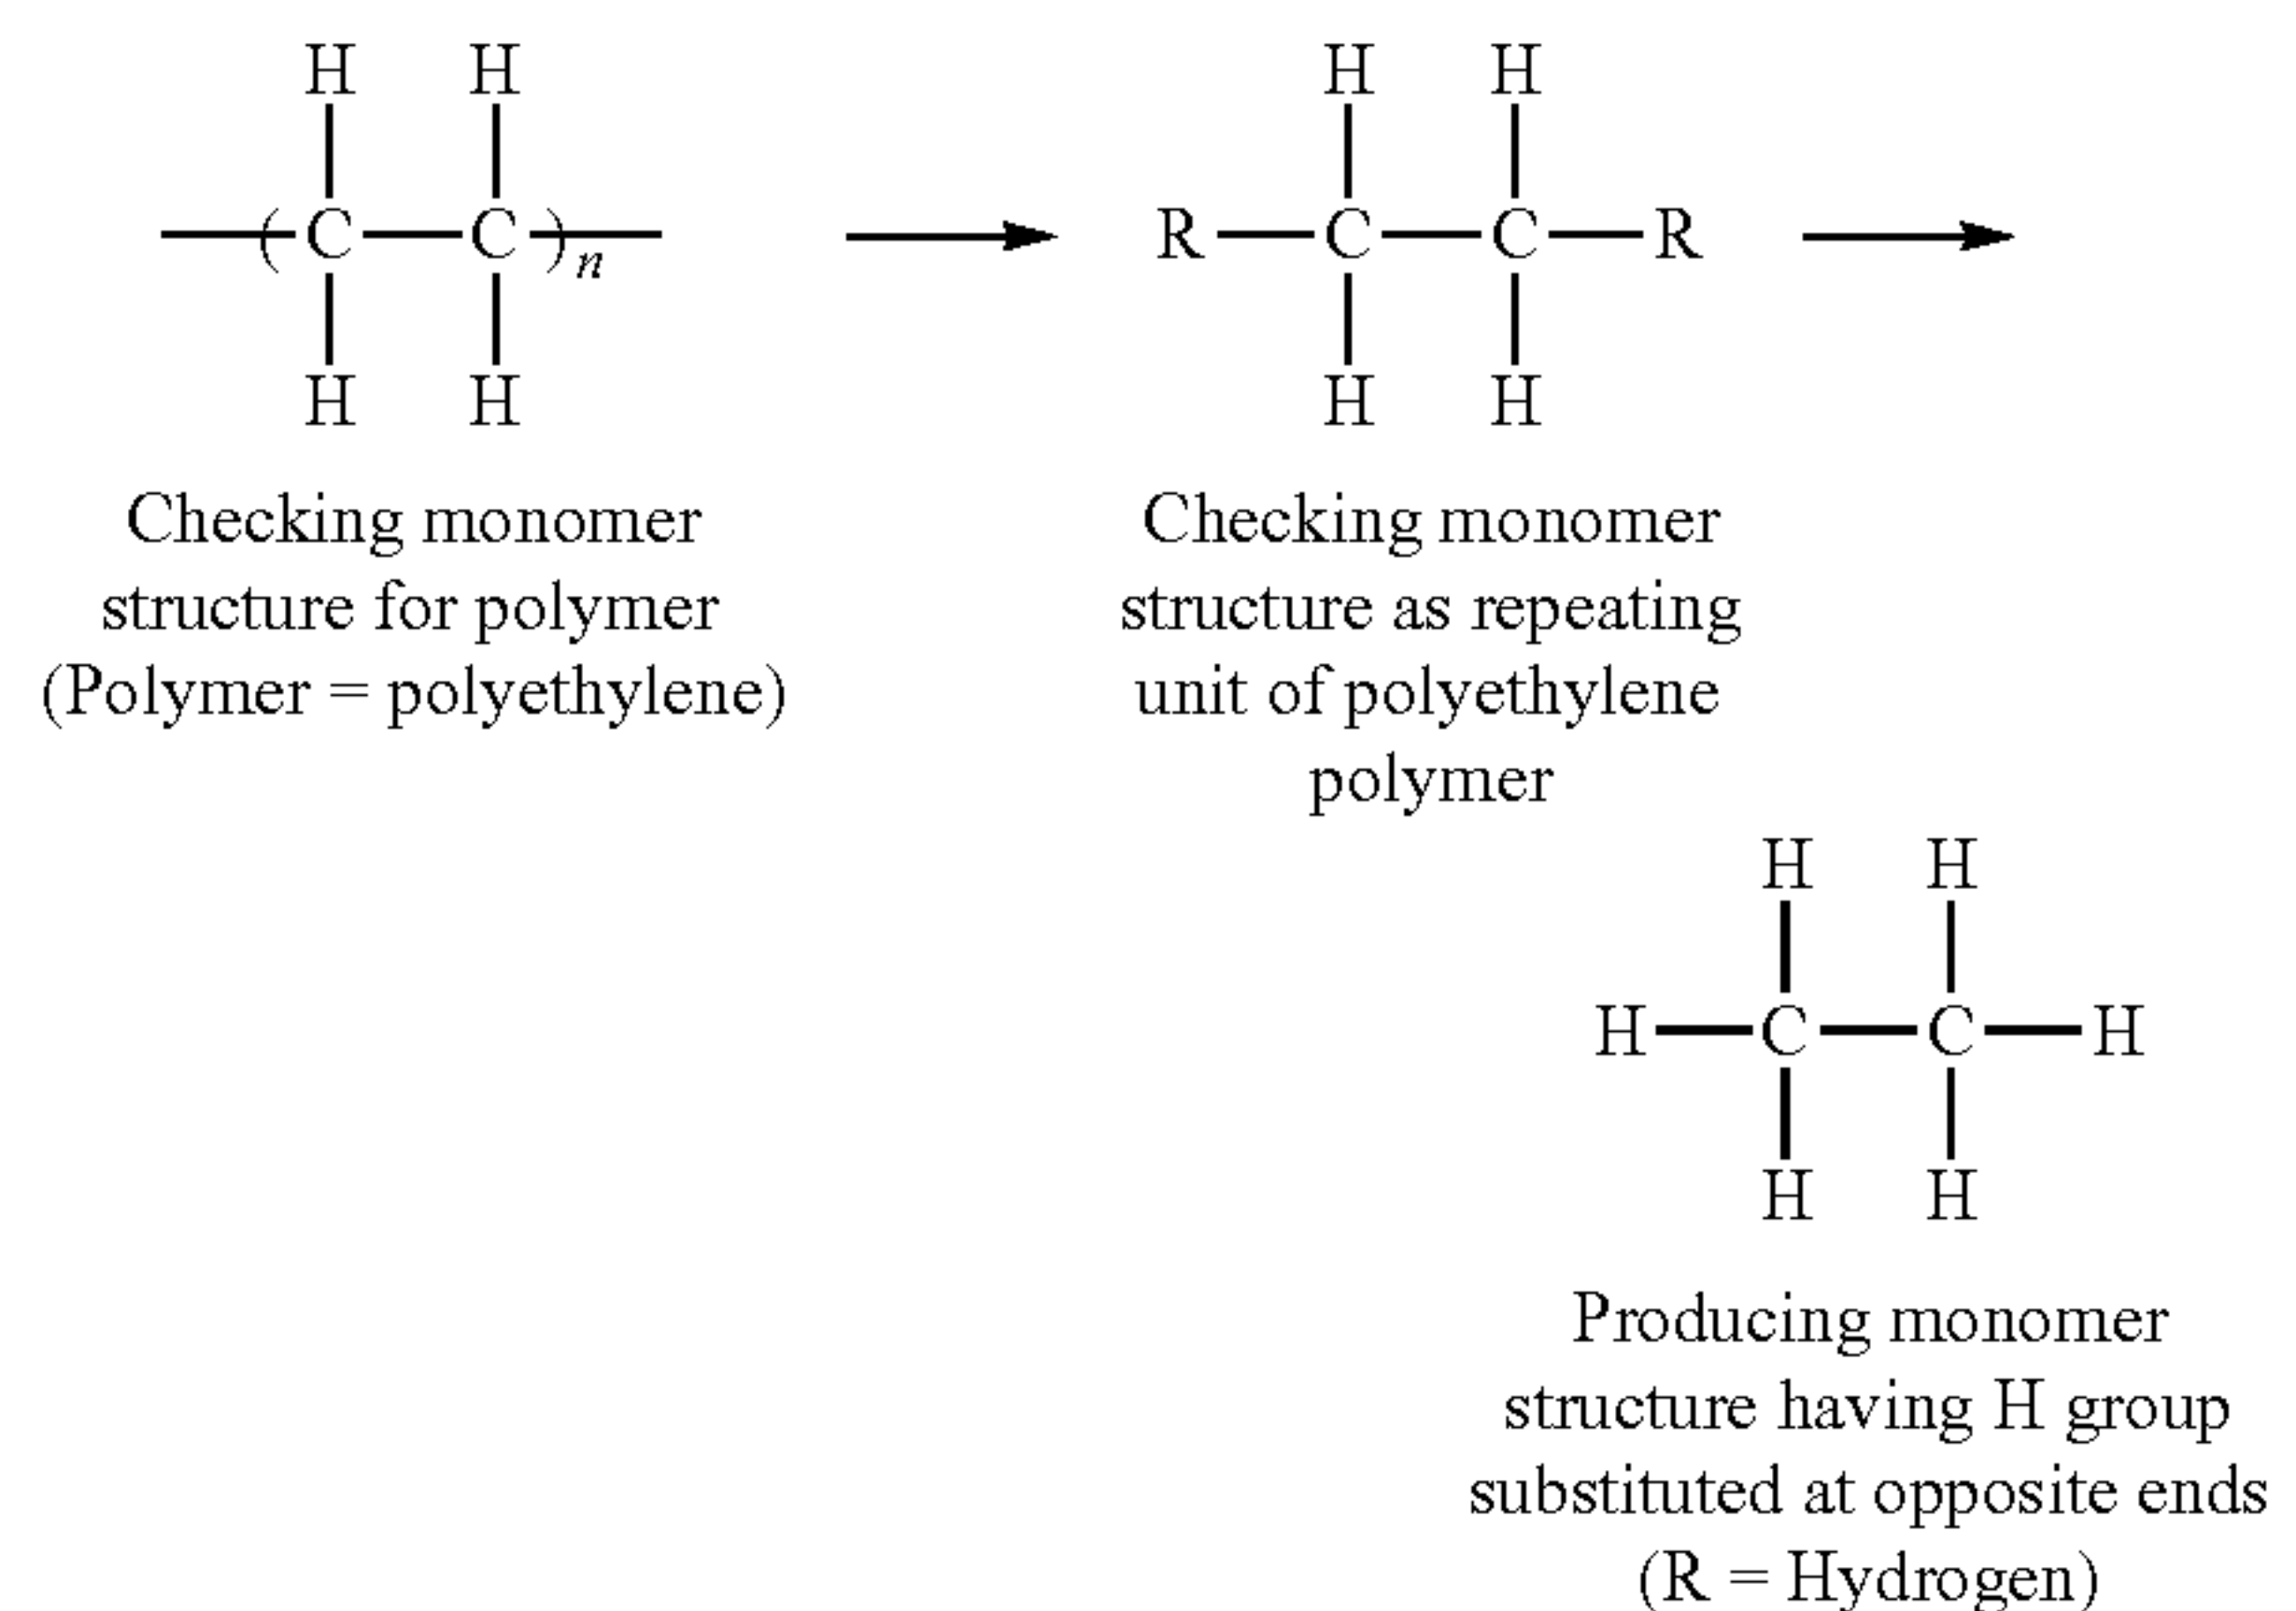 H H
( C C )n
H H
Checking monomer
structure for polymer
(Polymer = polyethylene)
H H
R C C R
H H
Checking monomer
structure as repeating
unit of polyethylene
polymer
H H
H C C H
H H
Producing monomer
structure having H group
substituted at opposite ends
(R = Hydrogen)